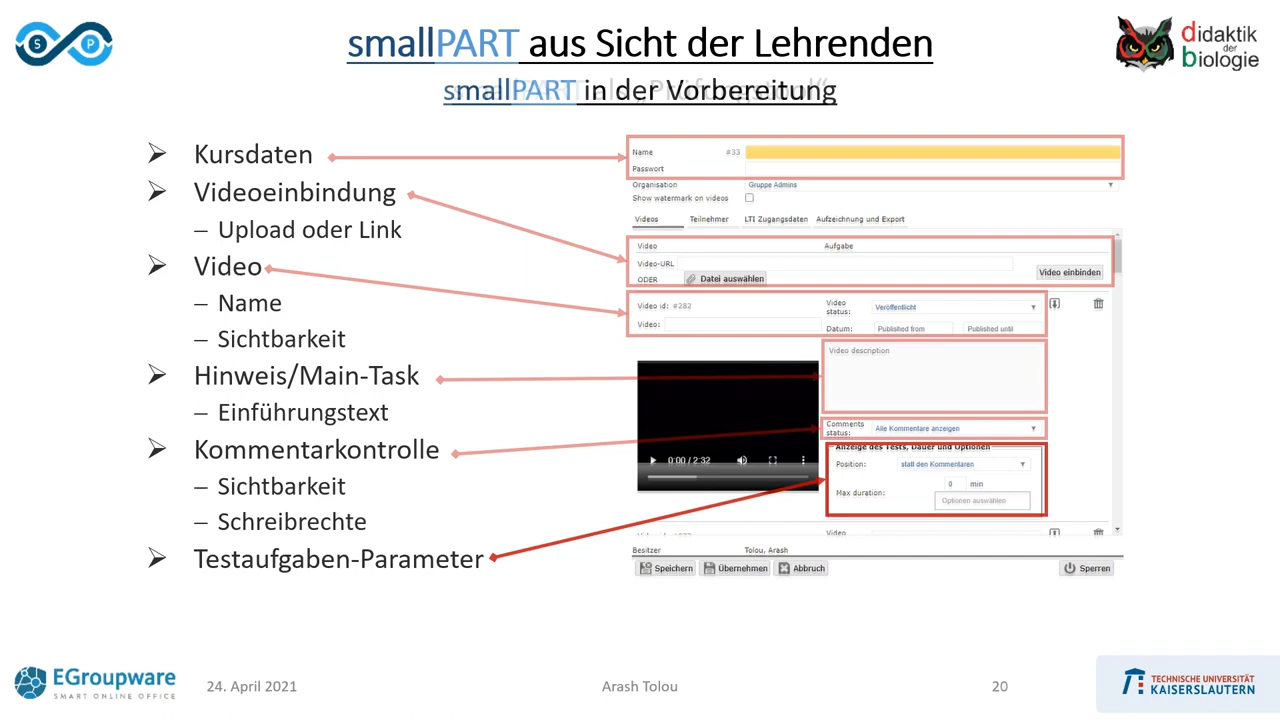 S P
smallPART aus Sicht der Lehrenden
didaktik
der
biologie
smallPART in der Vorbereitung
Kursdaten
Videoeinbindung
– Upload oder Link
Video
– Name
– Sichtbarkeit
Hinweis/Main-Task
– Einführungstext
Kommentarkontrolle
– Sichtbarkeit
– Schreibrechte
Testaufgaben-Parameter
Name #33
Passwort
Organisation Gruppe Admins
Show watermark on videos
Videos Teilnehmer LTI Zugangsdaten Aufzeichnung und Export
Video Aufgabe
Video-URL
ODER Datei auswählen
Video einbinden
Video id: #282
Video:
Video
status: Veröffentlicht
Datum: Published from Published until
Video description
0:00 / 2:32
Comments
status: Alle Kommentare anzeigen
Anzeige des Tests, Dauer und Optionen
Position: statt den Kommentaren
0 min
Max duration:
Optionen auswählen
Video
Besitzer Tolou, Arash
Speichern Übernehmen Abbruch Sperren
EGroupware
SMART ONLINE OFFICE
24. April 2021
Arash Tolou
20
TECHNISCHE UNIVERSITÄT
KAISERSLAUTERN